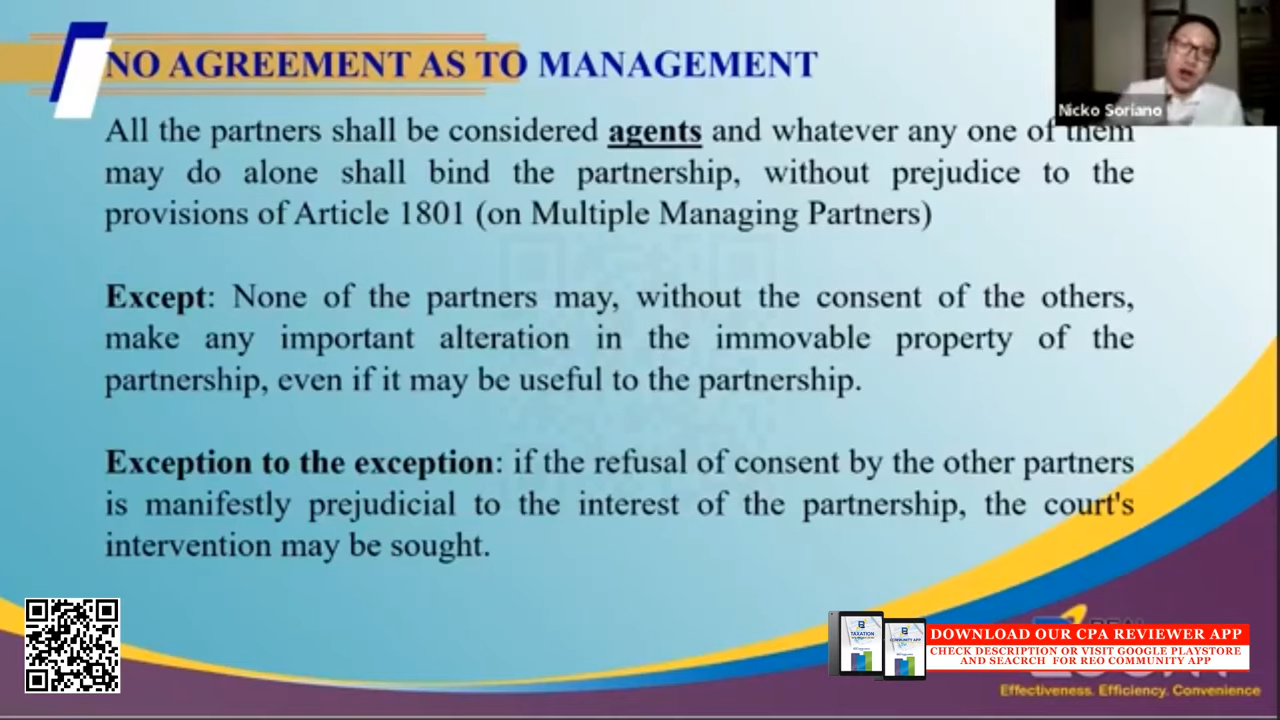 NO AGREEMENT AS TO MANAGEMENT
Nicko Soriano
All the partners shall be considered agents and whatever any one of them
may do alone shall bind the partnership, without prejudice to the
provisions of Article 1801 (on Multiple Managing Partners)
Except: None of the partners may, without the consent of the others,
make any important alteration in the immovable property of the
partnership, even if it may be useful to the partnership.
Exception to the exception: if the refusal of consent by the other partners
is manifestly prejudicial to the interest of the partnership, the court's
intervention may be sought.
TAXATION
COMMUNITY APP
DOWNLOAD OUR CPA REVIEWER APP
CHECK DESCRIPTION OR VISIT GOOGLE PLAYSTORE
AND SEACRCH FOR REO COMMUNITY APP
Effectiveness. Efficiency. Convenience